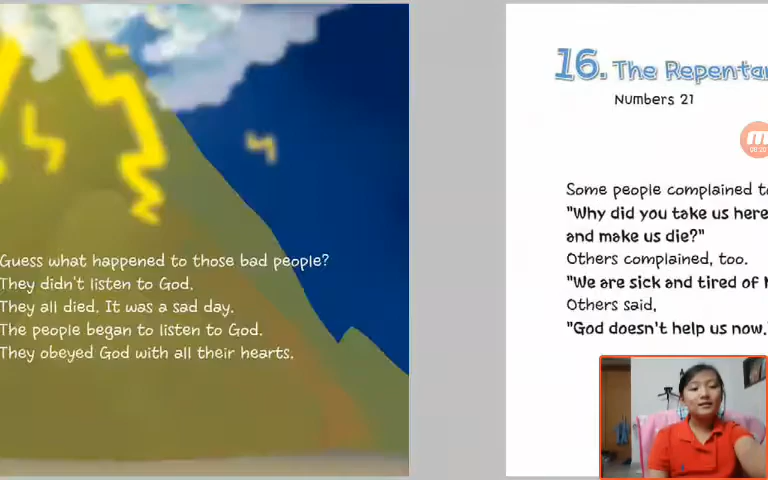 Guess what happened to those bad people?
They didn't listen to God.
They all died. It was a sad day.
The people began to listen to God.
They obeyed God with all their hearts.
16. The
Numbers 21
Some people complained
"Why did you take us here
and make us die?"
Others complained, too.
"We are sick and tired of
Others said,
"God doesn't help us now."